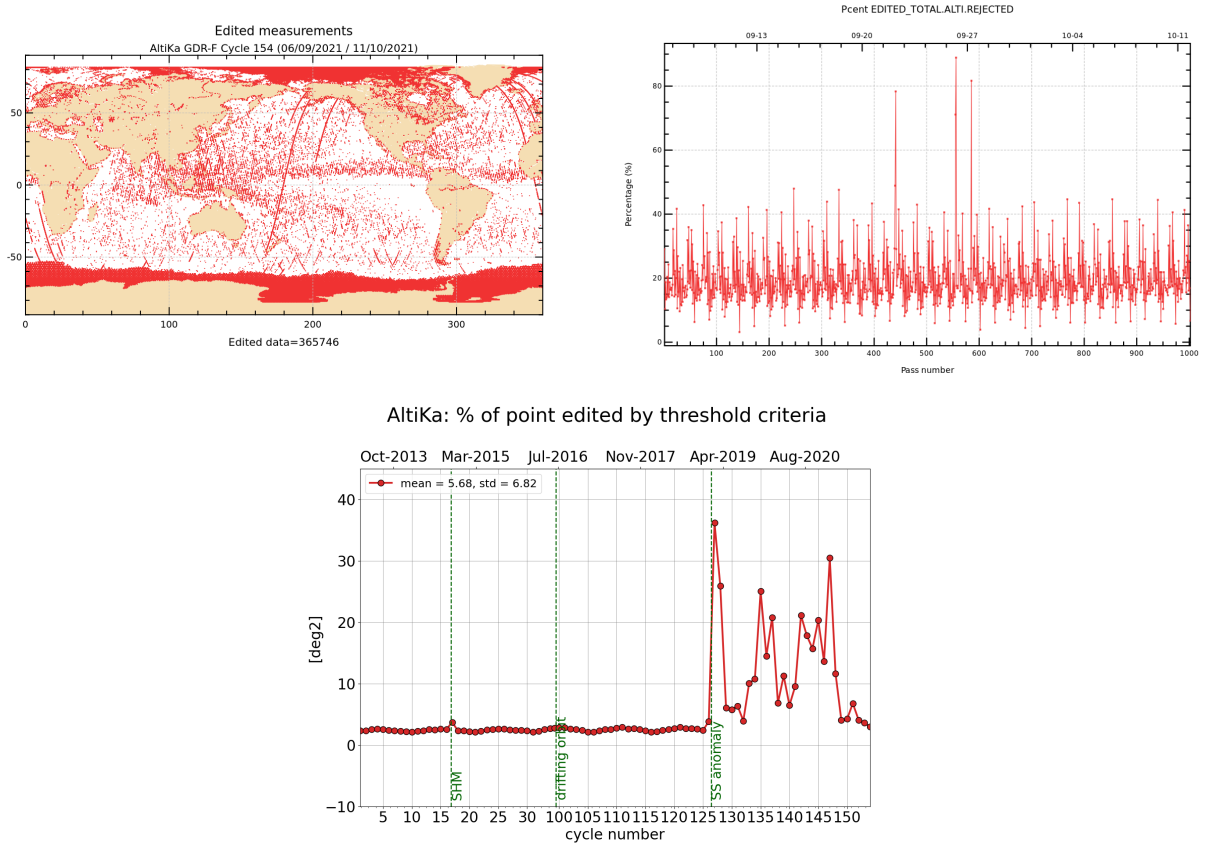 Edited measurements
AltiKa GDR-F Cycle 154 (06/09/2021 / 11/10/2021)
50
0
-50
0 100 200 300
Edited data=365746
Pcent EDITED_TOTAL.ALTI.REJECTED
09-13 09-20 09-27 10-04 10-11
Percentage (%)
80
60
40
20
0
100 200 300 400 500 600 700 800 900 1000
Pass number
AltiKa: % of point edited by threshold criteria
Oct-2013 Mar-2015 Jul-2016 Nov-2017 Apr-2019 Aug-2020
mean = 5.68, std = 6.82
[deg2]
40
30
20
10
0
−10
SHM
drifting orbit
SS anomaly
5 10 15 20 25 30 100 105 110 115 120 125 130 135 140 145 150
cycle number